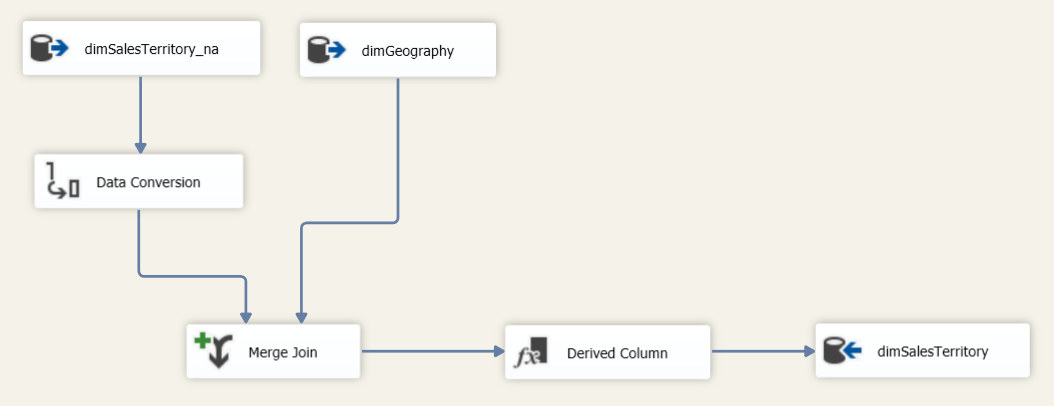 dimSalesTerritory_na
dimGeography
Data Conversion
Merge Join
Derived Column
dimSalesTerritory